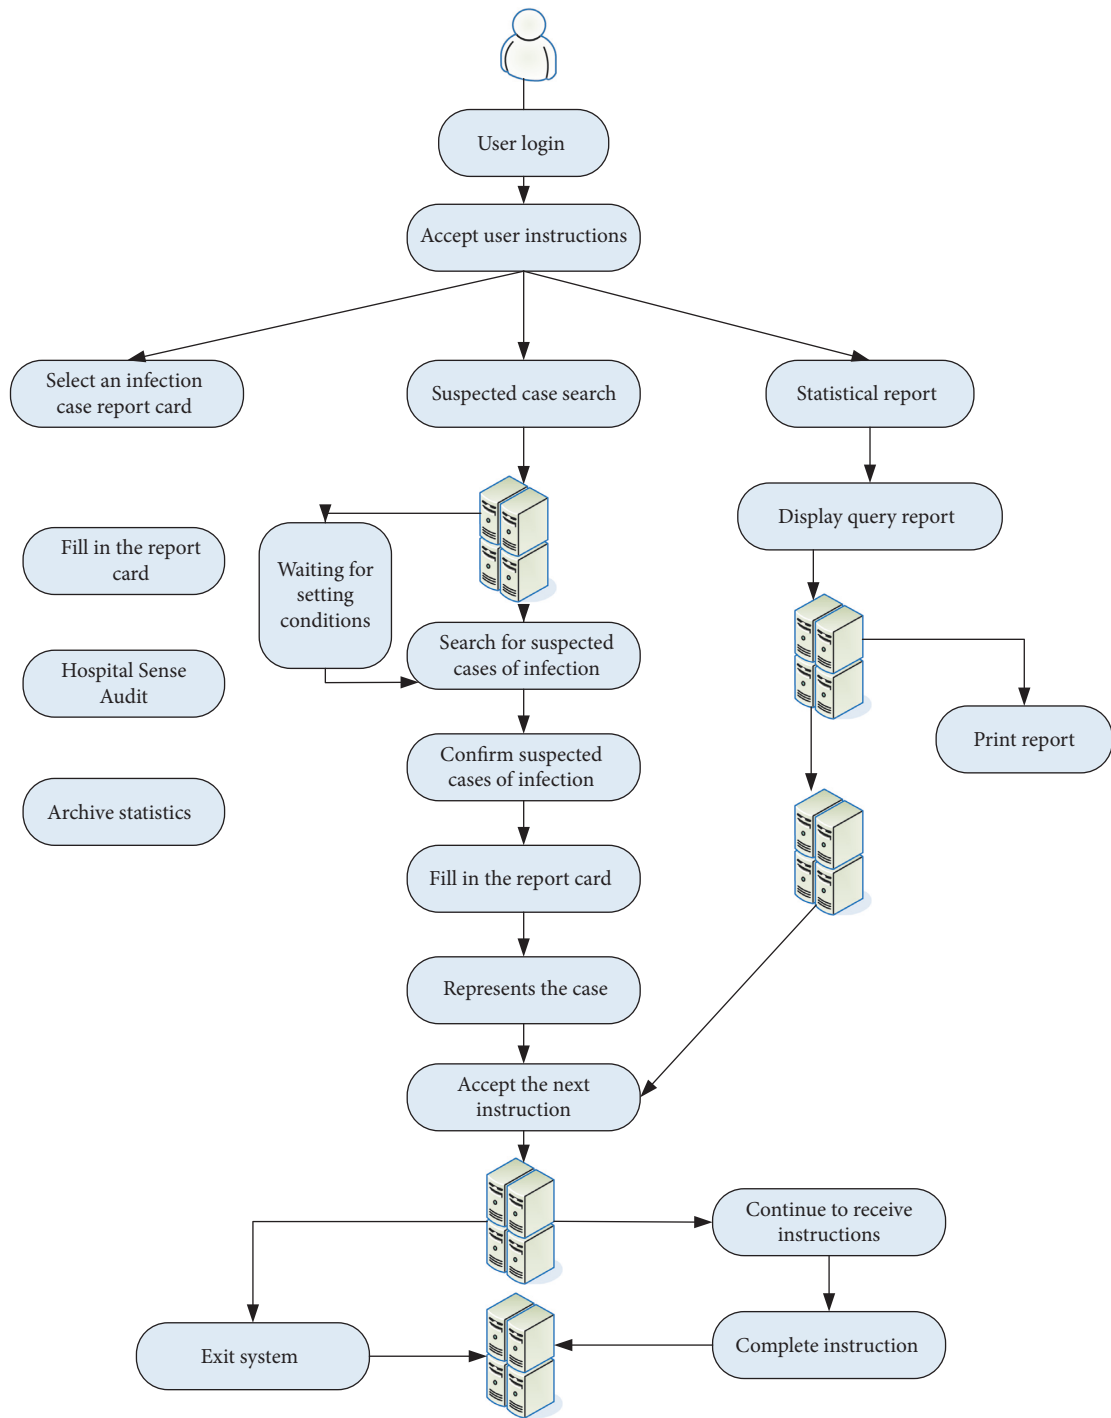 User login
Accept user instructions
Select an infection
case report card
Suspected case search
Statistical report
Fill in the report
card
Waiting for
setting
conditions
Display query report
Hospital Sense
Audit
Search for suspected
cases of infection
Print report
Archive statistics
Confirm suspected
cases of infection
Fill in the report card
Represents the case
Accept the next
instruction
Continue to receive
instructions
Exit system
Complete instruction